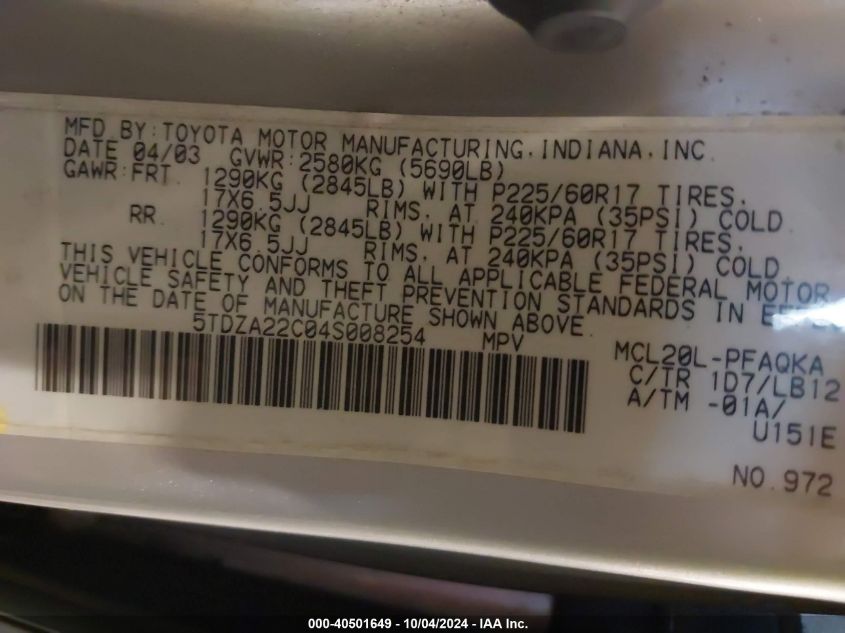 MFD BY: TOYOTA MOTOR MANUFACTURING, INDIANA, INC.
DATE 04/03 GVWR: 2580KG (5690LB)
GAWR: FRT. 1290KG (2845LB) WITH P225/60R17 TIRES.
17X6.5JJ RIMS. AT 240KPA (35PSI) COLD.
RR. 1290KG (2845LB) WITH P225/60R17 TIRES.
17X6.5JJ RIMS. AT 240KPA (35PSI) COLD.
THIS VEHICLE CONFORMS TO ALL APPLICABLE FEDERAL MOTOR
VEHICLE SAFETY AND THEFT PREVENTION STANDARDS IN
ON THE DATE OF MANUFACTURE SHOWN ABOVE.
5TDZA22C04S008254 MPV
MCL20L-PFAQKA
C/TR 1D7/LB12
A/TM -01A/
U151E
NO. 972
000-40501649 - 10/04/2024 - IAA Inc.